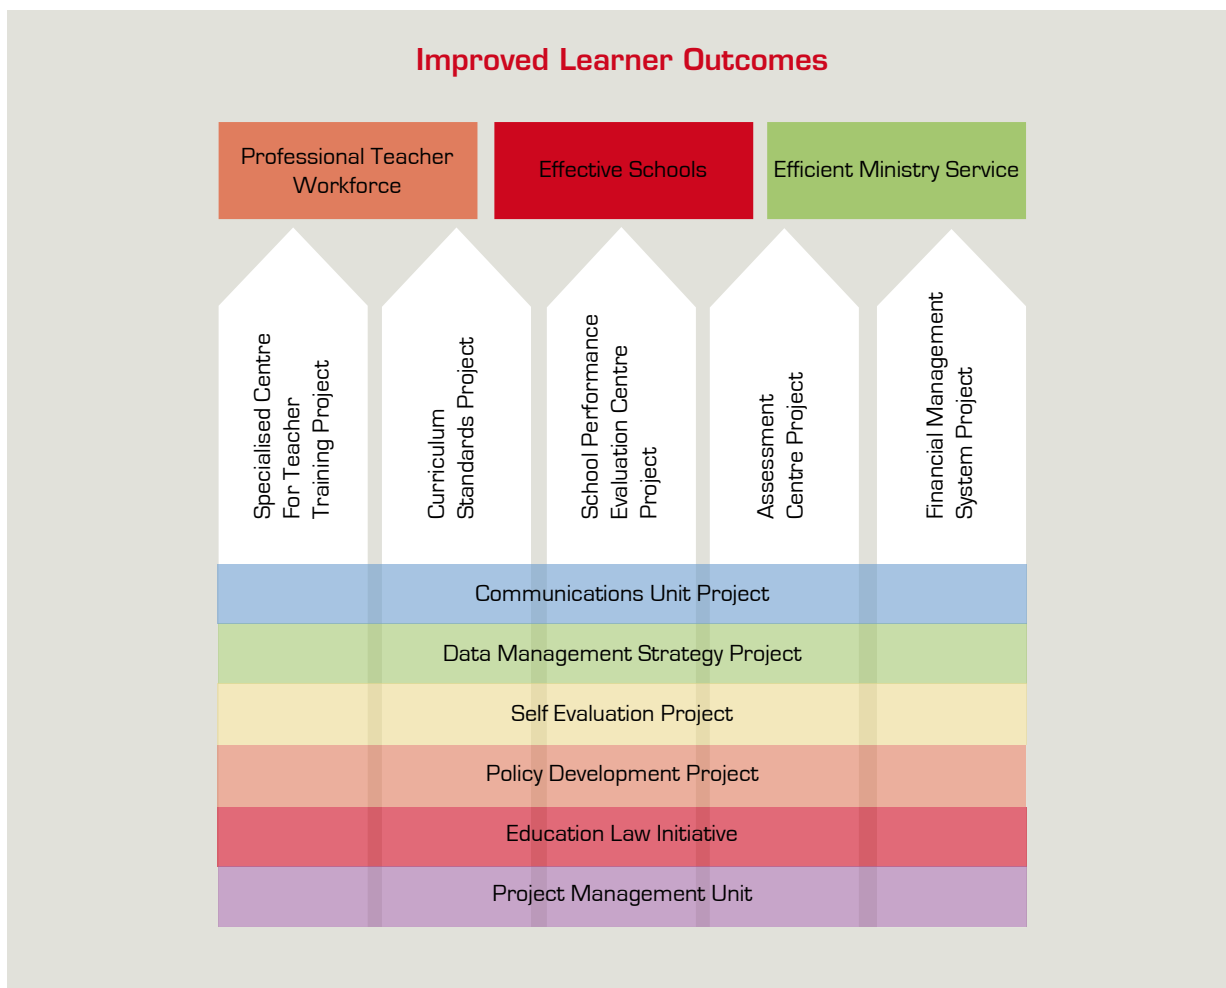 Improved Learner Outcomes
Professional Teacher
Workforce
Effective Schools
Efficient Ministry Service
Specialised Centre
For Teacher
Training Project
Curriculum
Standards Project
School Performance
Evaluation Centre
Project
Assessment
Centre Project
Financial Management
System Project
Communications Unit Project
Data Management Strategy Project
Self Evaluation Project
Policy Development Project
Education Law Initiative
Project Management Unit